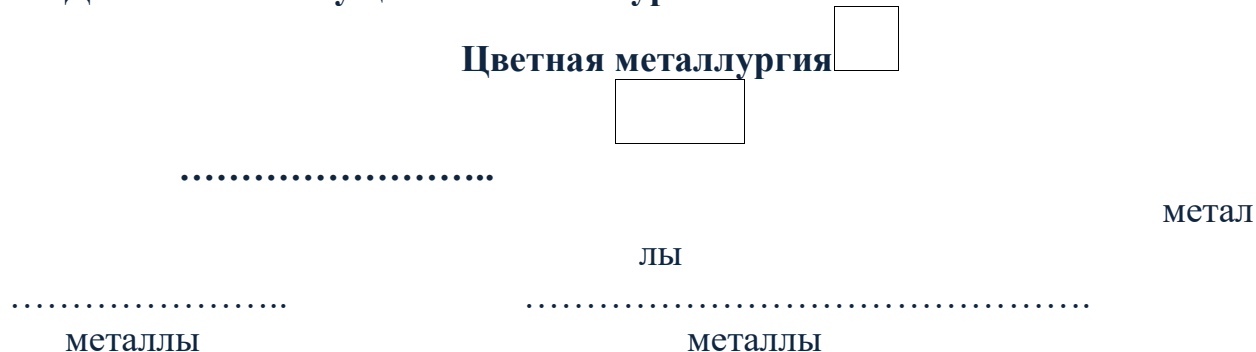 Цветная металлургия
……………………..
метал
лы
………………….. ……………………………………….
металлы металлы